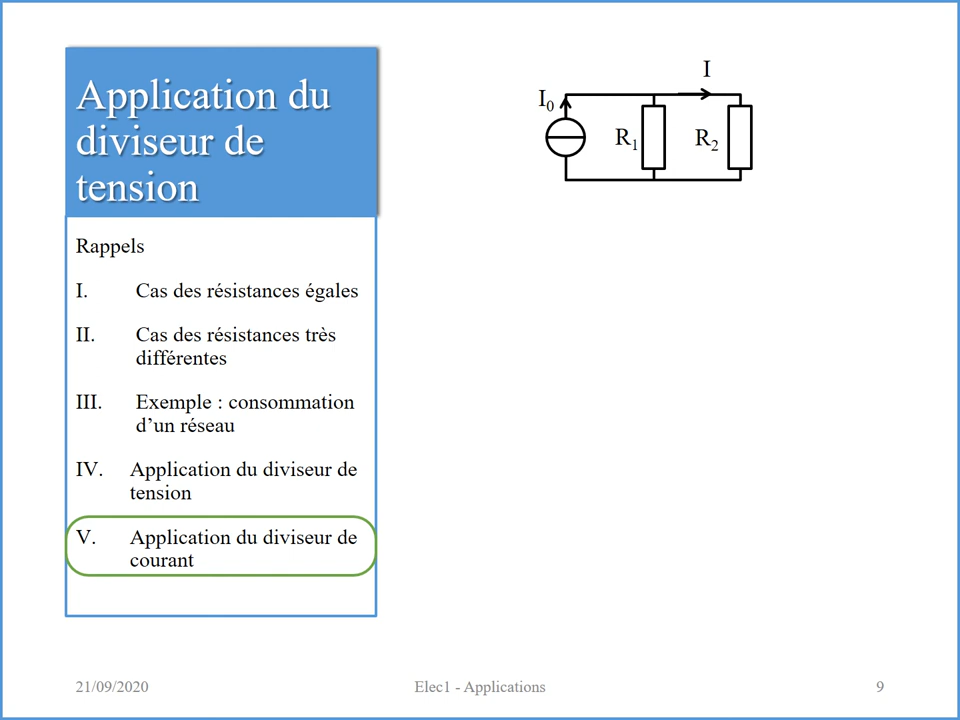 Application du
diviseur de
tension
Rappels
I. Cas des résistances égales
II. Cas des résistances très
différentes
III. Exemple : consommation
d’un réseau
IV. Application du diviseur de
tension
V. Application du diviseur de
courant
I
I₀
R₁
R₂
21/09/2020
Elec1 - Applications
9